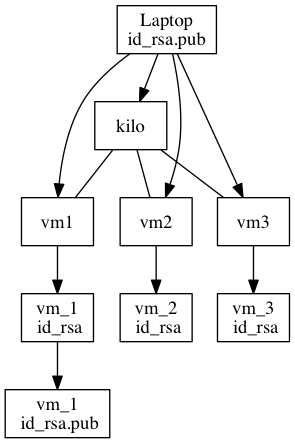 Laptop
id_rsa.pub
kilo
vm1
vm2
vm3
vm_1
id_rsa
vm_2
id_rsa
vm_3
id_rsa
vm_1
id_rsa.pub